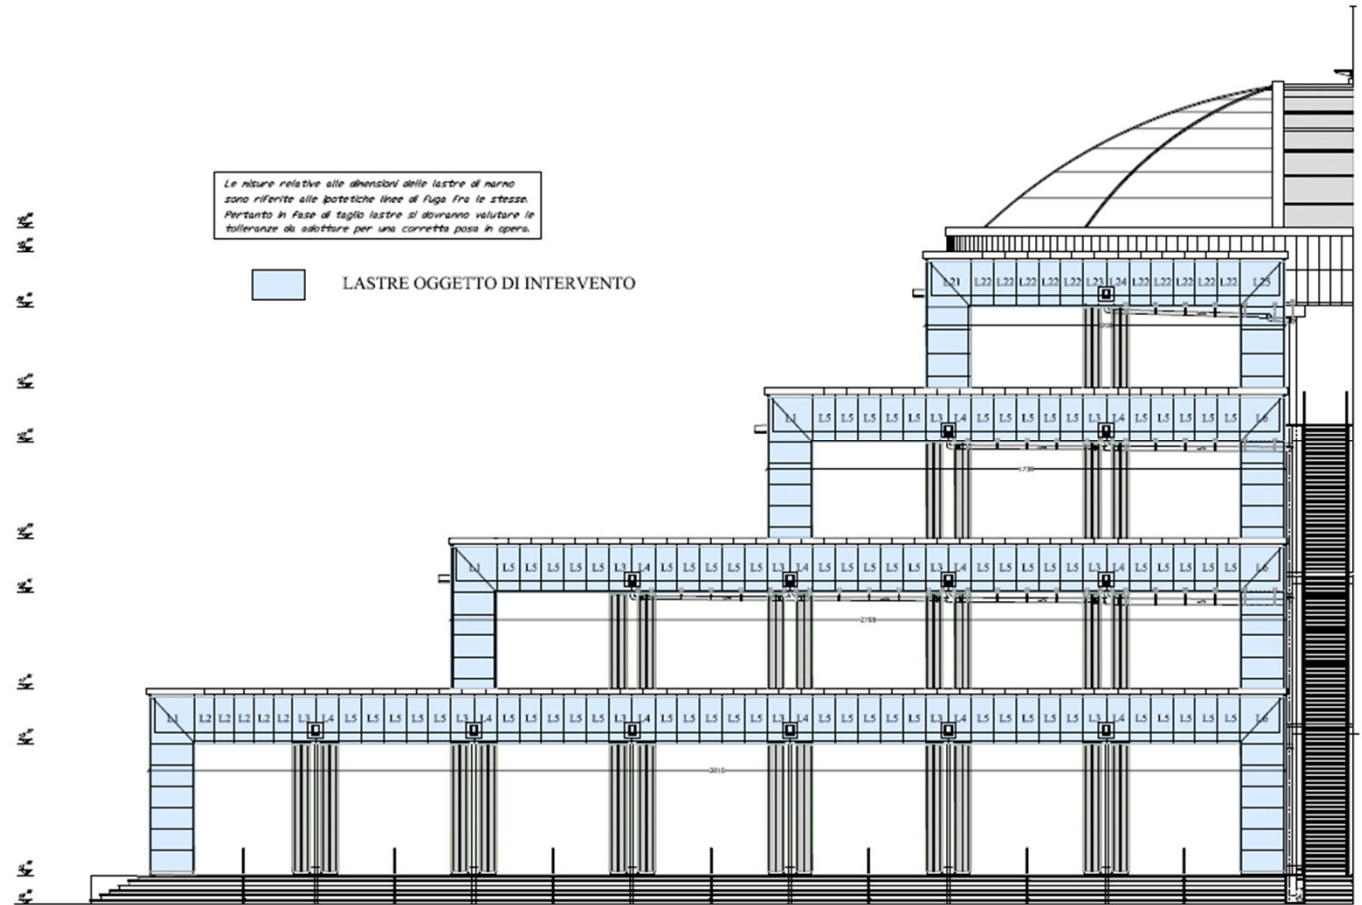 Le misure relative alle dimensioni delle lastre di marmo
sono riferite alle ipotetiche linee di fuga fra le stesse.
Pertanto in fase di taglio lastre si dovranno valutare le
tolleranze da adottare per una corretta posa in opera.
LASTRE OGGETTO DI INTERVENTO
L21 L22 L22 L22 L22 L22 L23 L24 L22 L22 L22 L22 L22 L25
L1 L5 L5 L5 L5 L5 L3 L4 L5 L5 L5 L5 L5 L3 L4 L5 L5 L5 L5 L5 L6
L1 L5 L5 L5 L5 L5 L3 L4 L5 L5 L5 L5 L5 L3 L4 L5 L5 L5 L5 L5 L3 L4 L5 L5 L5 L5 L5 L3 L4 L5 L5 L5 L5 L5 L6
L1 L2 L2 L2 L2 L2 L3 L4 L5 L5 L5 L5 L5 L3 L4 L5 L5 L5 L5 L5 L3 L4 L5 L5 L5 L5 L5 L3 L4 L5 L5 L5 L5 L5 L3 L4 L5 L5 L5 L5 L5 L3 L4 L5 L5 L5 L5 L5 L6